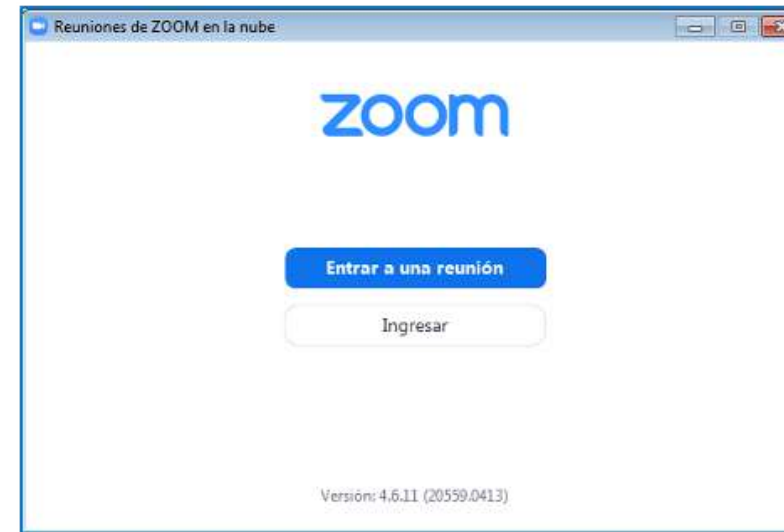 Reuniones de ZOOM en la nube
zoom
Entrar a una reunión
Ingresar
Versión: 4.6.11 (20559.0413)